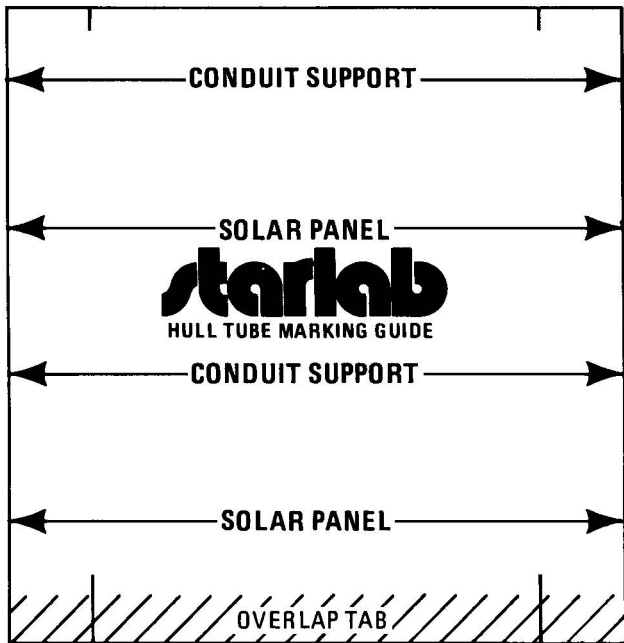 CONDUIT SUPPORT
SOLAR PANEL
starlab
HULL TUBE MARKING GUIDE
CONDUIT SUPPORT
SOLAR PANEL
OVERLAP TAB